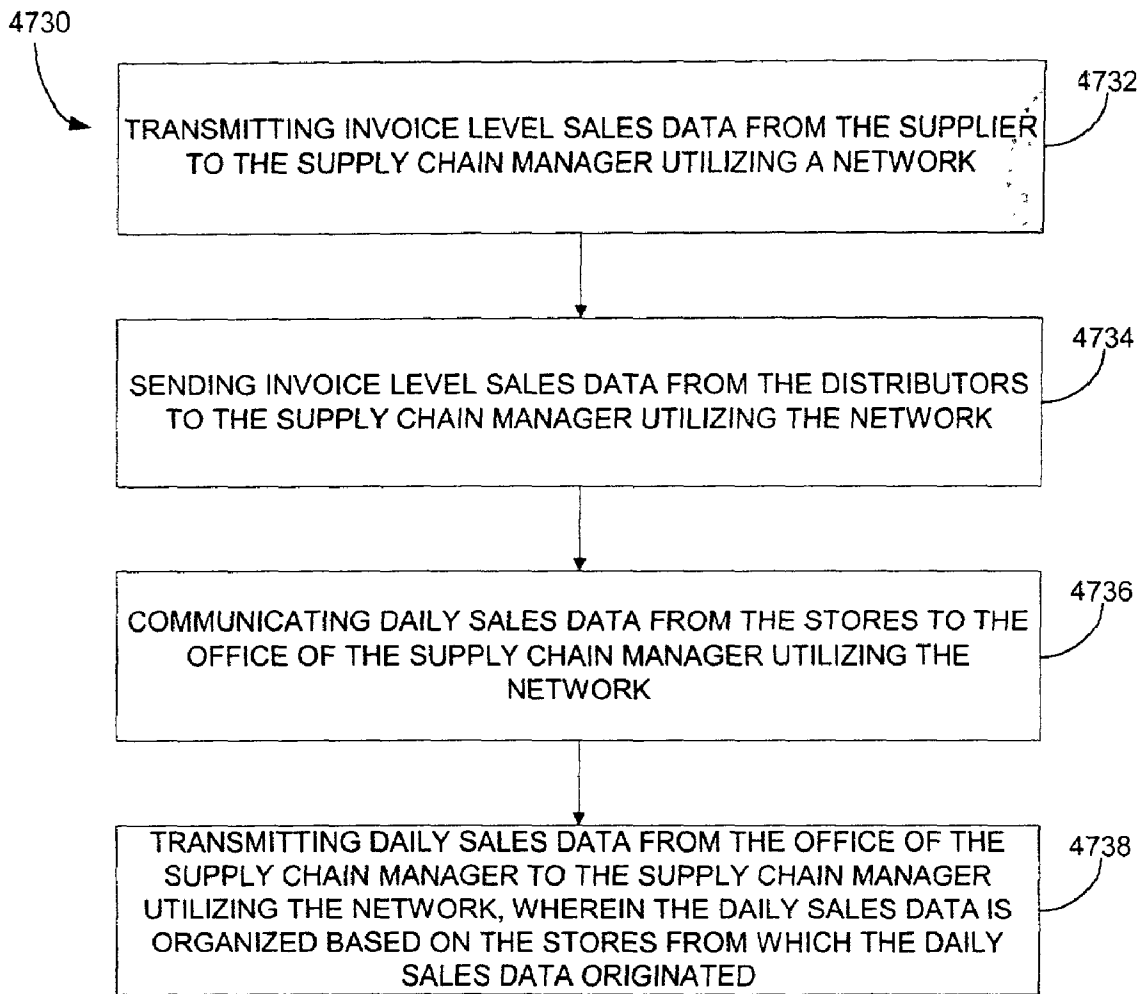 4730
4732
TRANSMITTING INVOICE LEVEL SALES DATA FROM THE SUPPLIER
TO THE SUPPLY CHAIN MANAGER UTILIZING A NETWORK
4734
SENDING INVOICE LEVEL SALES DATA FROM THE DISTRIBUTORS
TO THE SUPPLY CHAIN MANAGER UTILIZING THE NETWORK
4736
COMMUNICATING DAILY SALES DATA FROM THE STORES TO THE
OFFICE OF THE SUPPLY CHAIN MANAGER UTILIZING THE
NETWORK
4738
TRANSMITTING DAILY SALES DATA FROM THE OFFICE OF THE
SUPPLY CHAIN MANAGER TO THE SUPPLY CHAIN MANAGER
UTILIZING THE NETWORK, WHEREIN THE DAILY SALES DATA IS
ORGANIZED BASED ON THE STORES FROM WHICH THE DAILY
SALES DATA ORIGINATED